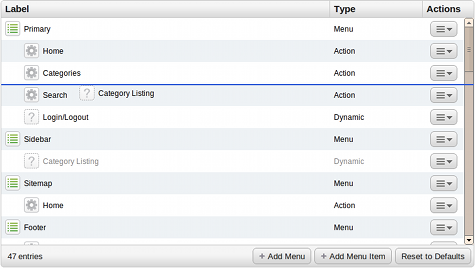 Label Type Actions
Primary Menu
Home Action
Categories Action
Search Category Listing Action
? Login/Logout Dynamic
Sidebar Menu
? Category Listing Dynamic
Sitemap Menu
Home Action
Footer Menu
47 entries + Add Menu + Add Menu Item Reset to Defaults